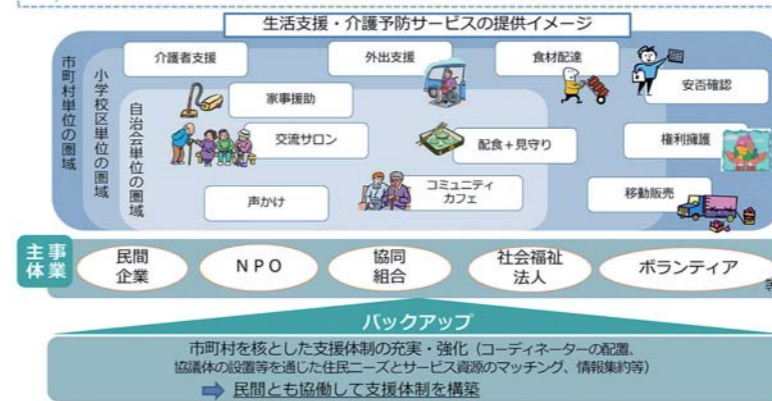 生活支援・介護予防サービスの提供イメージ
市町村単位の圏域
小学校区単位の圏域
自治会単位の圏域
介護者支援
外出支援
食材配達
安否確認
家事援助
交流サロン
配食+見守り
権利擁護
声かけ
コミュニティ
カフェ
移動販売
事業
主体
民間
企業
NPO
協同
組合
社会福祉
法人
ボランティア
等
バックアップ
市町村を核とした支援体制の充実・強化（コーディネーターの配置、
協議体の設置等を通じた住民ニーズとサービス資源のマッチング、情報集約等）
➡ 民間とも協働して支援体制を構築